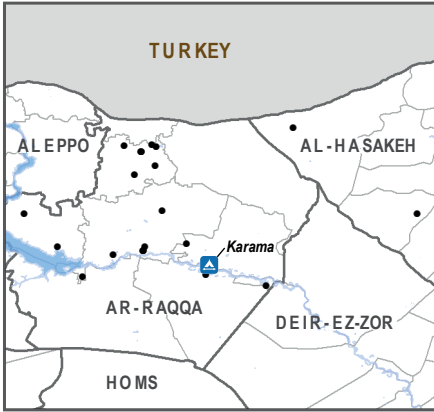 TURKEY
ALEPPO
AL-HASAKEH
Karama
AR-RAQQA
DEIR-EZ-ZOR
HOMS